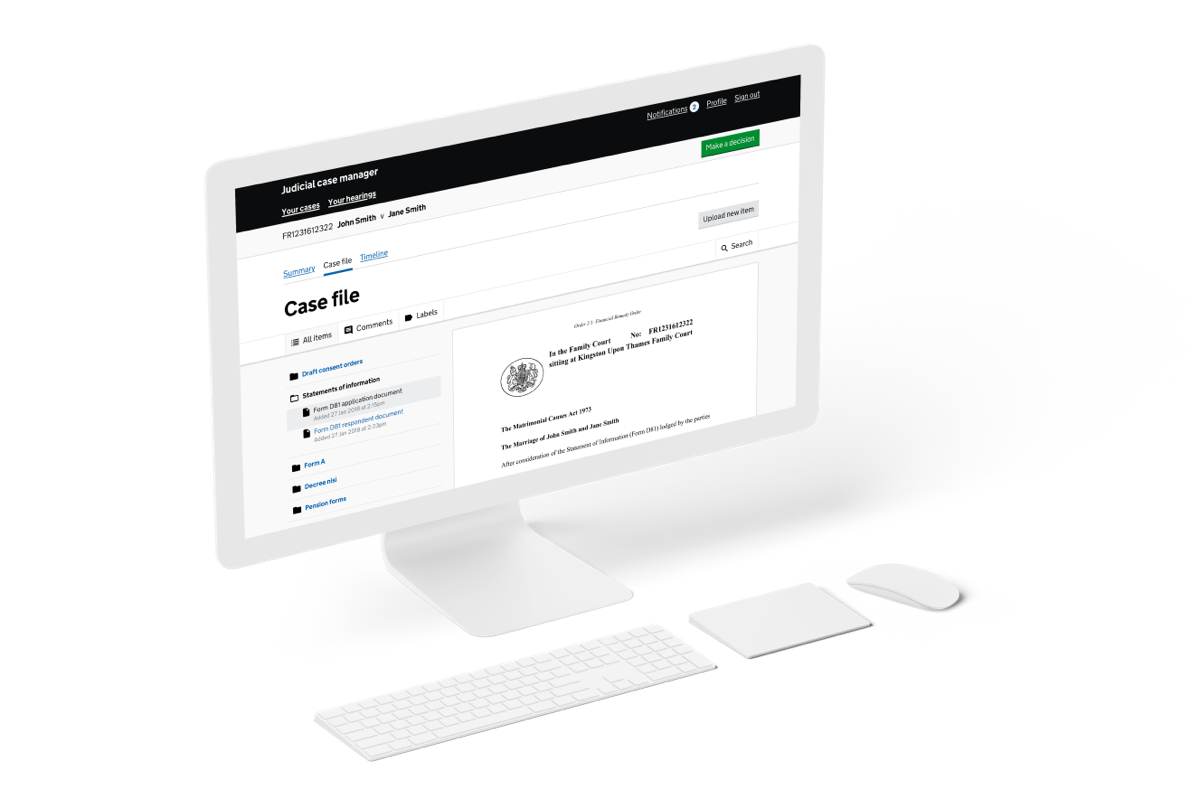 Notifications 2 Profile Sign out
Judicial case manager
Your cases Your hearings
FR1231612322 John Smith v Jane Smith
Make a decision
Summary Case file Timeline
Upload new item
Case file
Search
All items Comments Labels
Draft consent orders
Statements of information
Form D81 application document
Added 27 Jan 2018 at 2:15pm
Form D81 respondent document
Added 27 Jan 2018 at 2:23pm
Form A
Decree nisi
Pension forms
Order 2.1: Financial Remedy Order
In the Family Court No: FR1231612322
sitting at Kingston Upon Thames Family Court
The Matrimonial Causes Act 1973
The Marriage of John Smith and Jane Smith
After consideration of the Statement of Information (Form D81) lodged by the parties